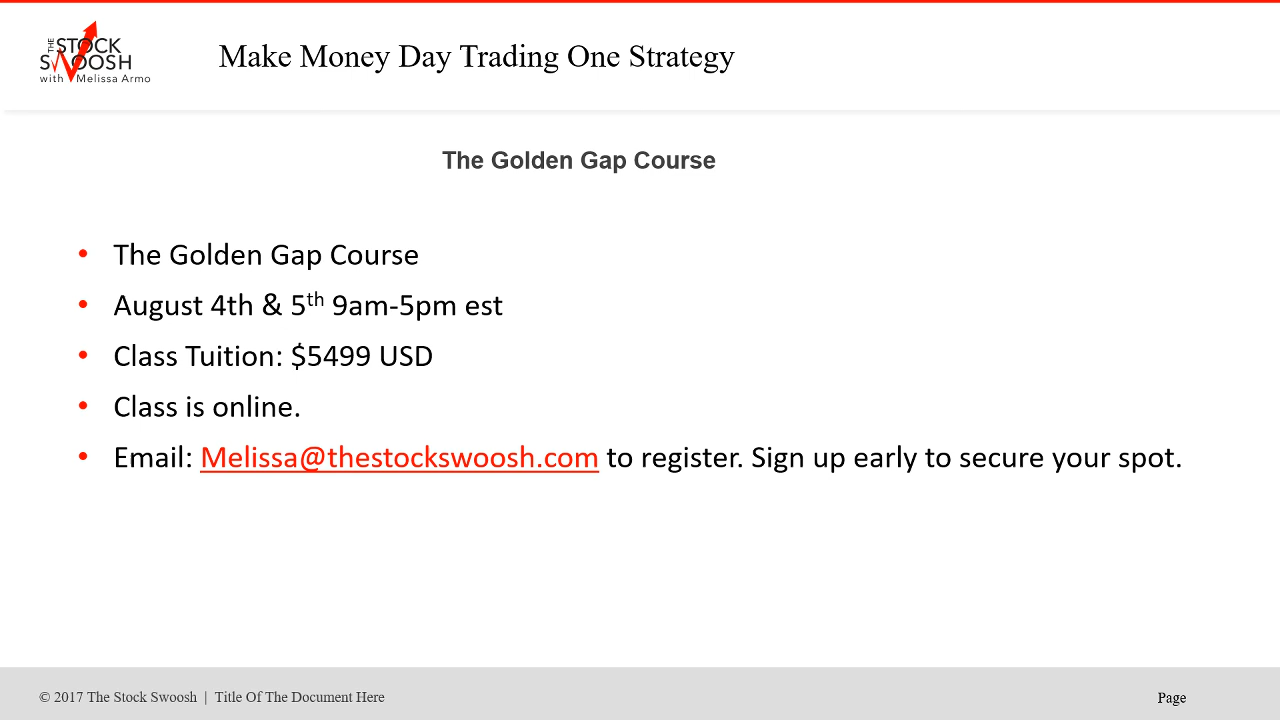 THE STOCK
SWOOSH
with Melissa Armo
Make Money Day Trading One Strategy
The Golden Gap Course
• The Golden Gap Course
• August 4th & 5th 9am-5pm est
• Class Tuition: $5499 USD
• Class is online.
• Email: Melissa@thestockswoosh.com to register. Sign up early to secure your spot.
© 2017 The Stock Swoosh | Title Of The Document Here
Page